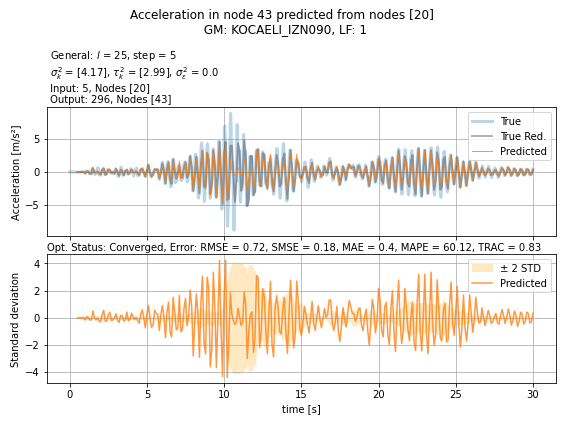 Acceleration in node 43 predicted from nodes [20]
GM: KOCAELI_IZN090, LF: 1
General: l = 25, step = 5
σ²ₖ = [4.17], τ²ₖ = [2.99], σ²ε = 0.0
Input: 5, Nodes [20]
Output: 296, Nodes [43]
Acceleration [m/s²]
5
0
−5
True
True Red.
Predicted
Opt. Status: Converged, Error: RMSE = 0.72, SMSE = 0.18, MAE = 0.4, MAPE = 60.12, TRAC = 0.83
Standard deviation
4
2
0
−2
−4
± 2 STD
Predicted
0 5 10 15 20 25 30
time [s]